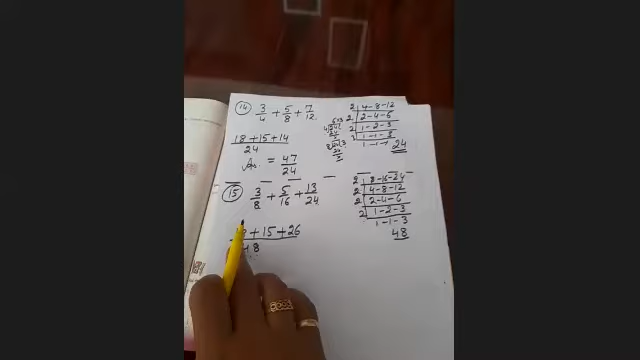 14 3/4 + 5/8 + 7/12
18+15+14
24
Ans. = 47/24
2 | 4-8-12
2 | 2-4-6
2 | 1-2-3
3 | 1-1-3
1-1-1 24
15 3/8 + 5/16 + 13/24
+ 15 + 26
8
2 | 8-16-24
2 | 4-8-12
2 | 2-4-6
2 | 1-2-3
1-1-3
48